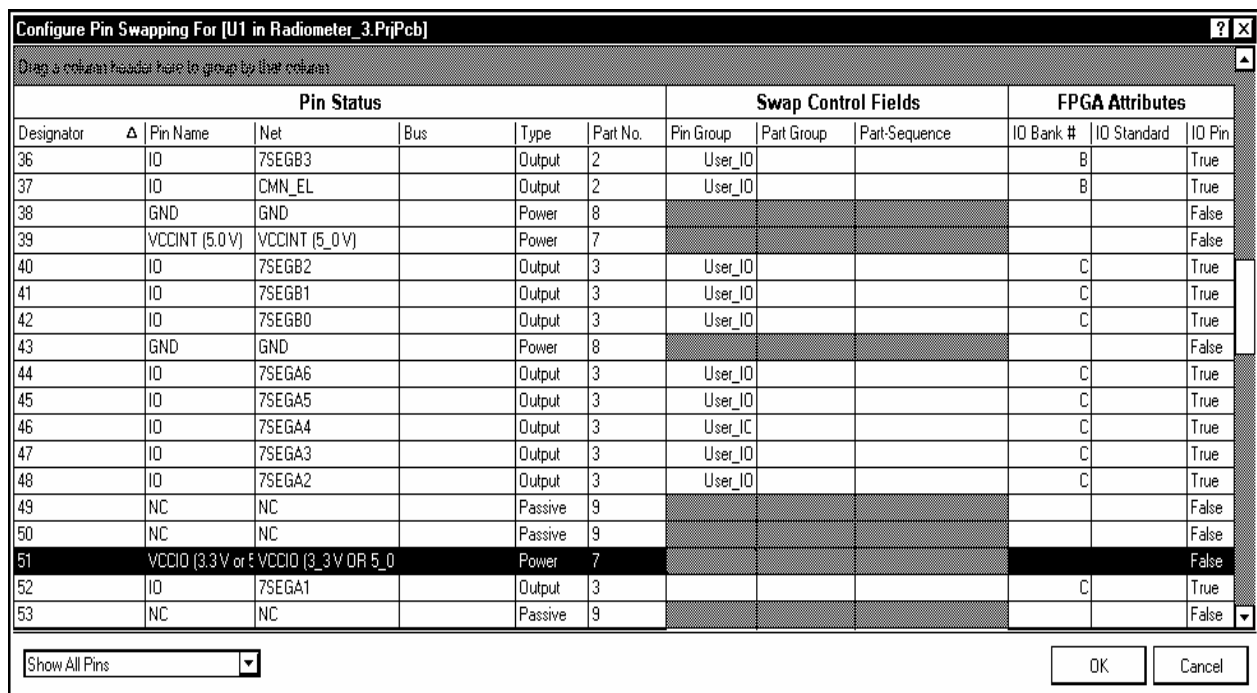 Configure Pin Swapping For [U1 in Radiometer_3.PrjPcb]
Drag a column header here to group by that column
Pin Status Swap Control Fields FPGA Attributes
Designator Pin Name Net Bus Type Part No. Pin Group Part Group Part-Sequence IO Bank # IO Standard IO Pin
36 IO 7SEGB3 Output 2 User_IO B True
37 IO CMN_EL Output 2 User_IO B True
38 GND GND Power 8 False
39 VCCINT (5.0 V) VCCINT (5_0 V) Power 7 False
40 IO 7SEGB2 Output 3 User_IO C True
41 IO 7SEGB1 Output 3 User_IO C True
42 IO 7SEGB0 Output 3 User_IO C True
43 GND GND Power 8 False
44 IO 7SEGA6 Output 3 User_IO C True
45 IO 7SEGA5 Output 3 User_IO C True
46 IO 7SEGA4 Output 3 User_IC C True
47 IO 7SEGA3 Output 3 User_IO C True
48 IO 7SEGA2 Output 3 User_IO C True
49 NC NC Passive 9 False
50 NC NC Passive 9 False
51 VCCIO (3.3 V or 5 VCCIO (3_3 V OR 5_0 Power 7 False
52 IO 7SEGA1 Output 3 C True
53 NC NC Passive 9 False
Show All Pins OK Cancel